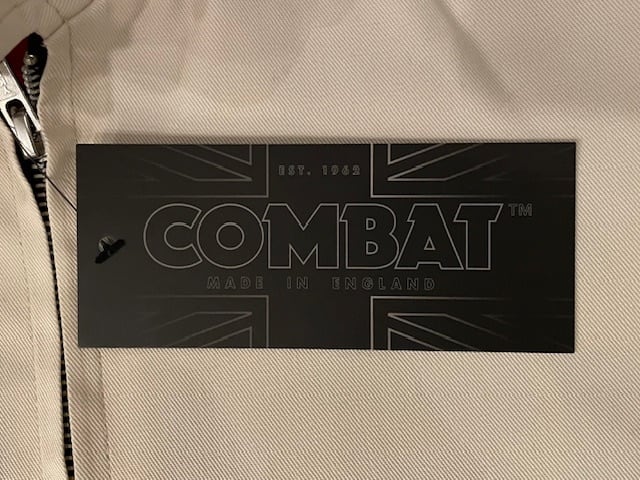 EST. 1962
COMBAT™
MADE IN ENGLAND